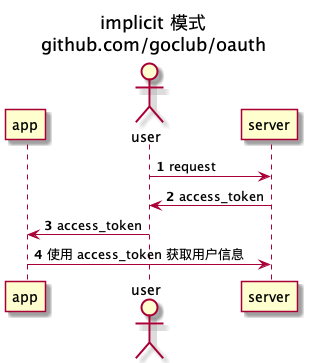 implicit 模式
github.com/goclub/oauth
user
app
server
1 request
2 access_token
3 access_token
4 使用 access_token 获取用户信息
app
server
user